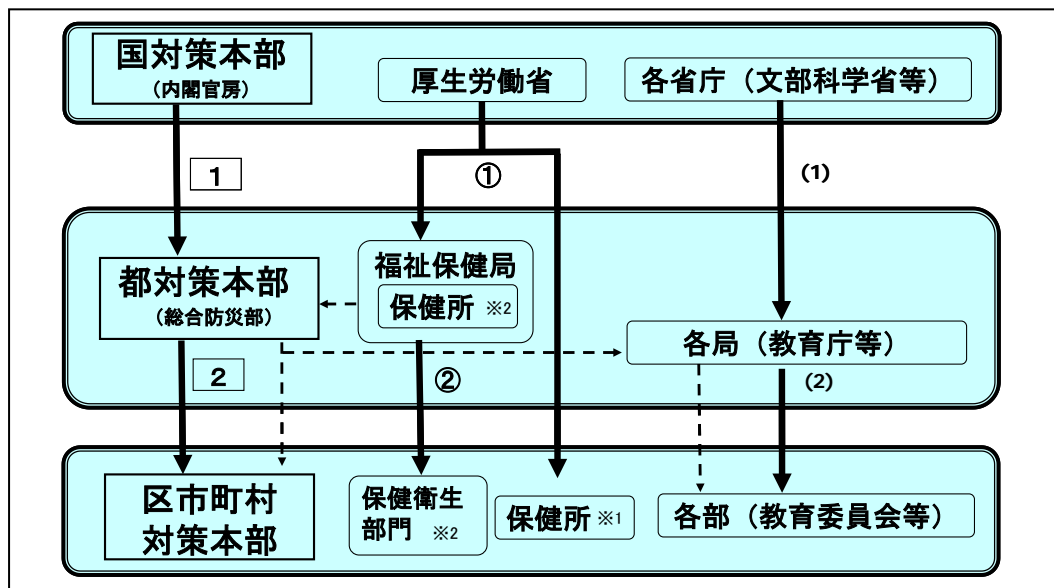 国対策本部
(内閣官房)
厚生労働省
各省庁（文部科学省等）
1
①
(1)
都対策本部
(総合防災部)
福祉保健局
保健所 ※2
各局（教育庁等）
2
②
(2)
区市町村
対策本部
保健衛生
部門 ※2
保健所 ※1
各部（教育委員会等）